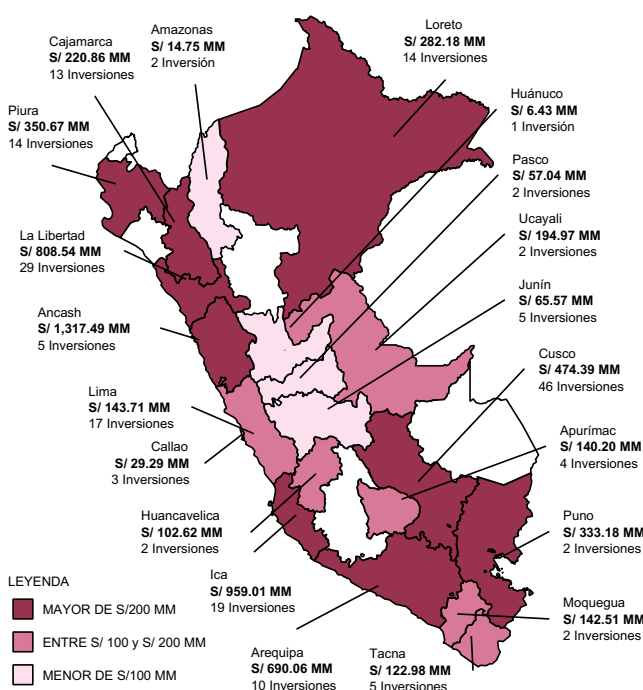 Cajamarca
S/ 220.86 MM
13 Inversiones
Amazonas
S/ 14.75 MM
2 Inversión
Loreto
S/ 282.18 MM
14 Inversiones
Piura
S/ 350.67 MM
14 Inversiones
Huánuco
S/ 6.43 MM
1 Inversión
Pasco
S/ 57.04 MM
2 Inversiones
La Libertad
S/ 808.54 MM
29 Inversiones
Ucayali
S/ 194.97 MM
2 Inversiones
Ancash
S/ 1,317.49 MM
5 Inversiones
Junín
S/ 65.57 MM
5 Inversiones
Cusco
S/ 474.39 MM
46 Inversiones
Lima
S/ 143.71 MM
17 Inversiones
Callao
S/ 29.29 MM
3 Inversiones
Apurímac
S/ 140.20 MM
4 Inversiones
Huancavelica
S/ 102.62 MM
2 Inversiones
Puno
S/ 333.18 MM
2 Inversiones
Ica
S/ 959.01 MM
19 Inversiones
Moquegua
S/ 142.51 MM
2 Inversiones
Arequipa
S/ 690.06 MM
10 Inversiones
Tacna
S/ 122.98 MM
5 Inversiones
LEYENDA
MAYOR DE S/200 MM
ENTRE S/ 100 y S/ 200 MM
MENOR DE S/100 MM